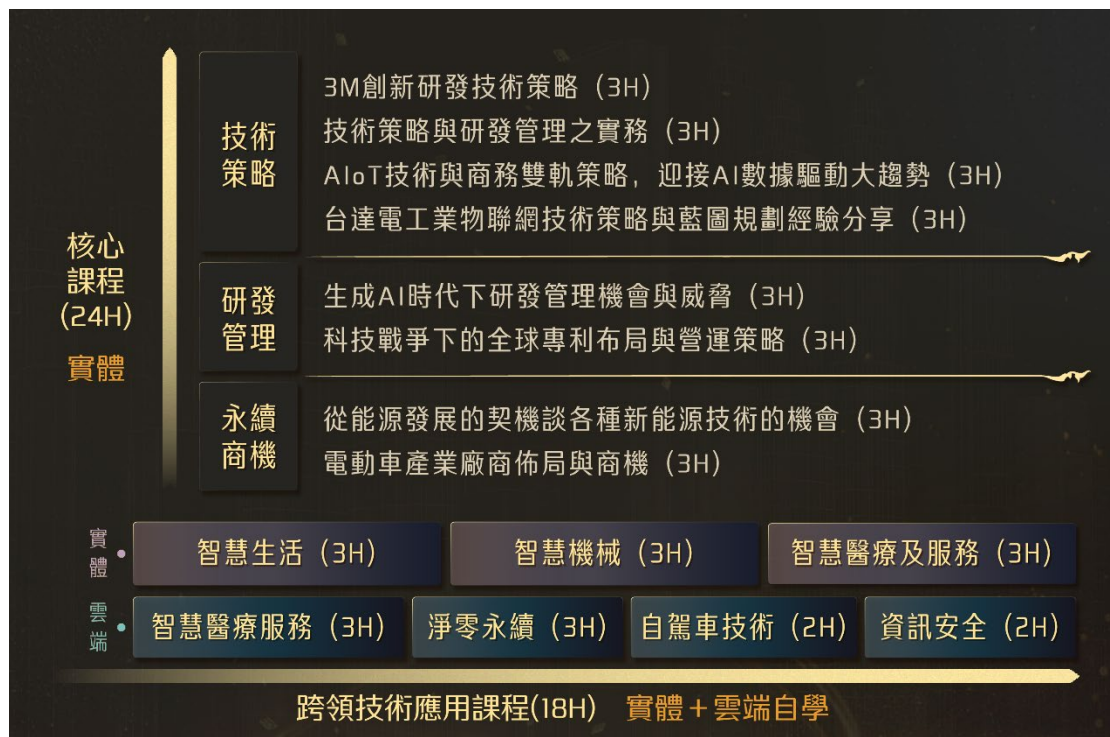 核心
課程
(24H)
實體
技術
策略
3M創新研發技術策略（3H）
技術策略與研發管理之實務（3H）
AIoT技術與商務雙軌策略，迎接AI數據驅動大趨勢（3H）
台達電工業物聯網技術策略與藍圖規劃經驗分享（3H）
研發
管理
生成AI時代下研發管理機會與威脅（3H）
科技戰爭下的全球專利布局與營運策略（3H）
永續
商機
從能源發展的契機談各種新能源技術的機會（3H）
電動車產業廠商佈局與商機（3H）
實體
智慧生活（3H）
智慧機械（3H）
智慧醫療及服務（3H）
雲端
智慧醫療服務（3H）
淨零永續（3H）
自駕車技術（2H）
資訊安全（2H）
跨領技術應用課程(18H) 實體＋雲端自學